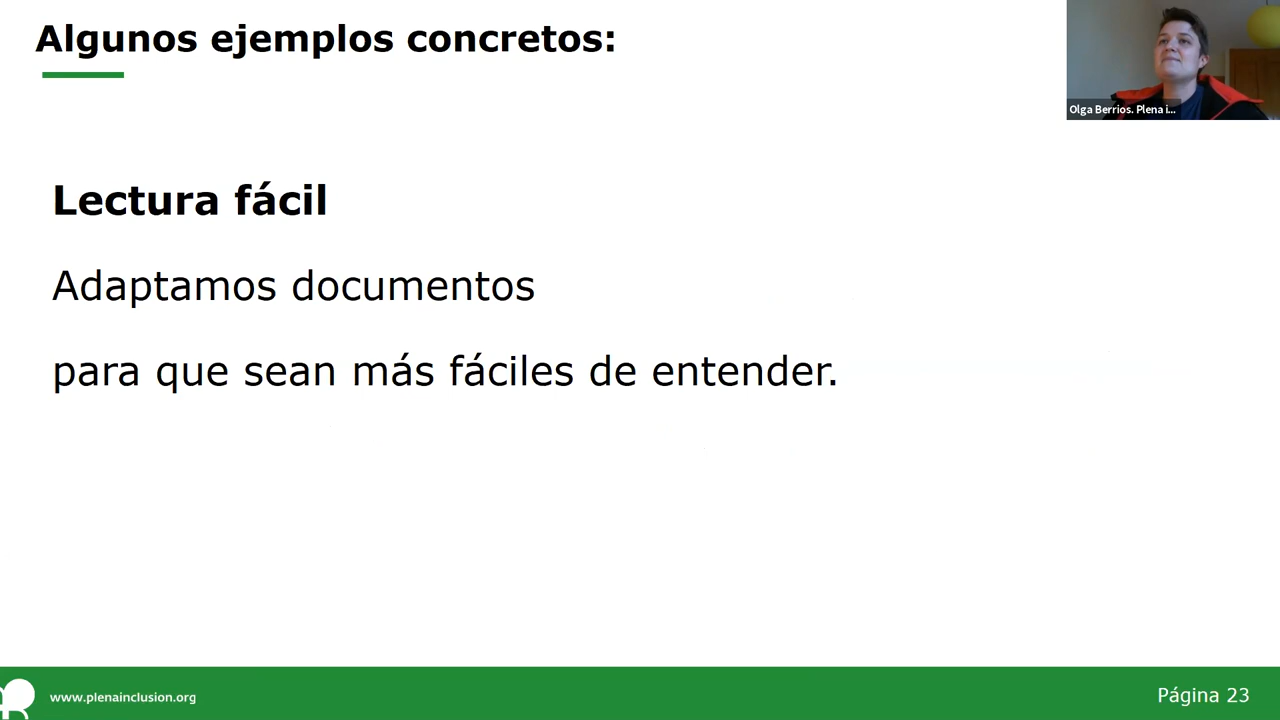 Algunos ejemplos concretos:
Olga Berrios. Plena i...
Lectura fácil
Adaptamos documentos
para que sean más fáciles de entender.
www.plenainclusion.org
Página 23